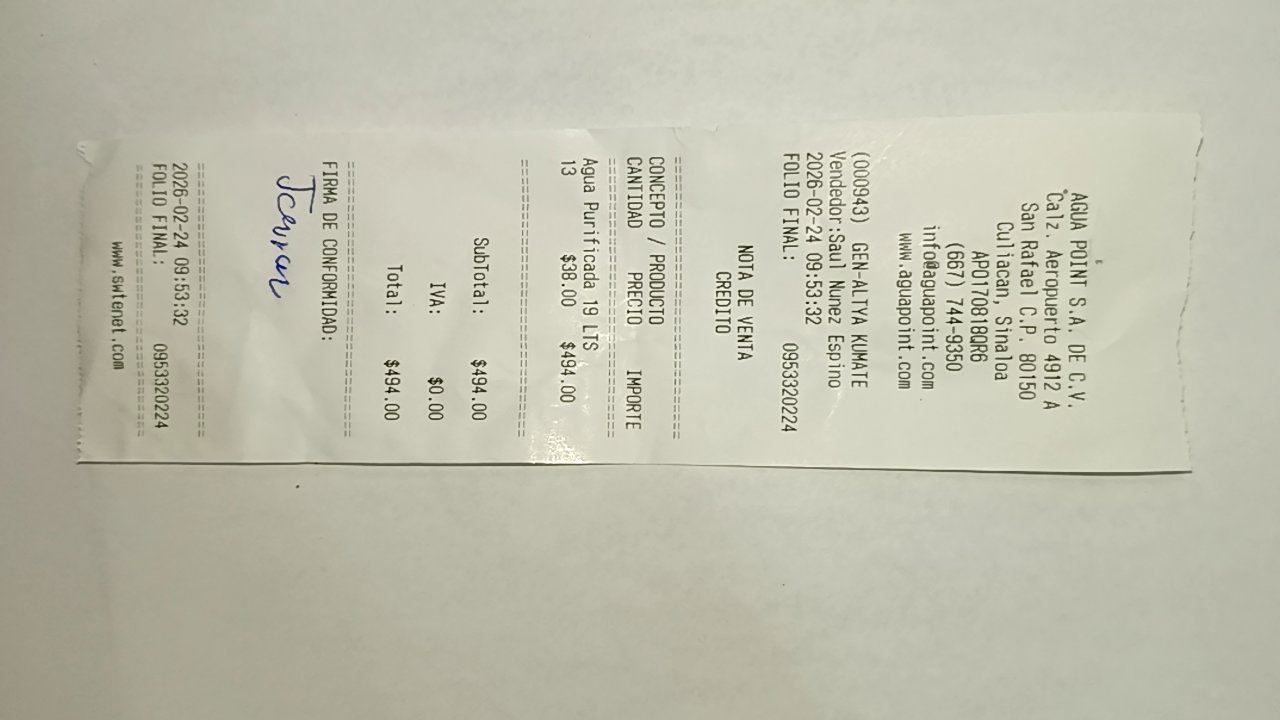 AGUA POINT S.A. DE C.V.
Calz. Aeropuerto 4912 A
San Rafael C.P. 80150
Culiacan, Sinaloa
APO170818QR6
(667) 744-9350
info@aguapoint.com
www.aguapoint.com
(000943) GEN-ALTYA KUMATE
Vendedor:Saul Nunez Espino
2026-02-24 09:53:32
FOLIO FINAL: 0953320224
NOTA DE VENTA
CREDITO
CONCEPTO / PRODUCTO
CANTIDAD PRECIO IMPORTE
Agua Purificada 19 LTS
13 $38.00 $494.00
SubTotal: $494.00
IVA: $0.00
Total: $494.00
FIRMA DE CONFORMIDAD:
2026-02-24 09:53:32
FOLIO FINAL: 0953320224
www.swtenet.com